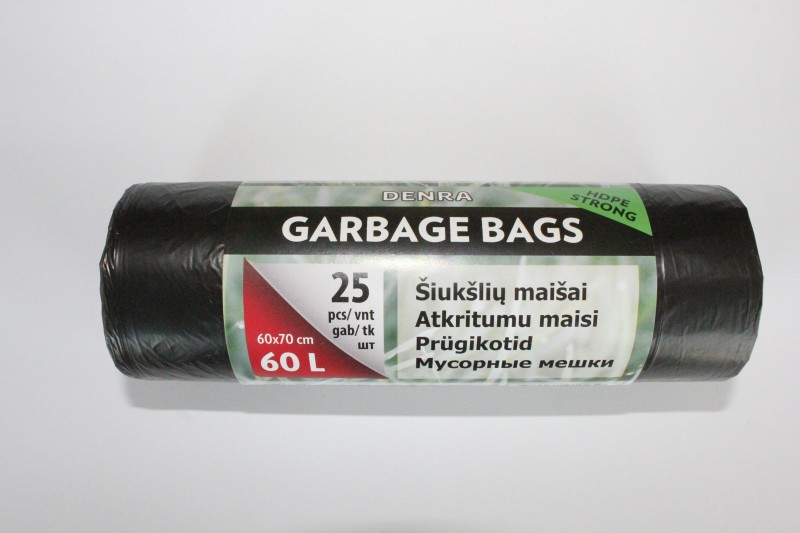 DENRA
HDPE
STRONG
GARBAGE BAGS
25
pcs/ vnt
gab/ tk
шт
60x70 cm
60 L
Šiukšlių maišai
Atkritumu maisi
Prügikotid
Мусорные мешки